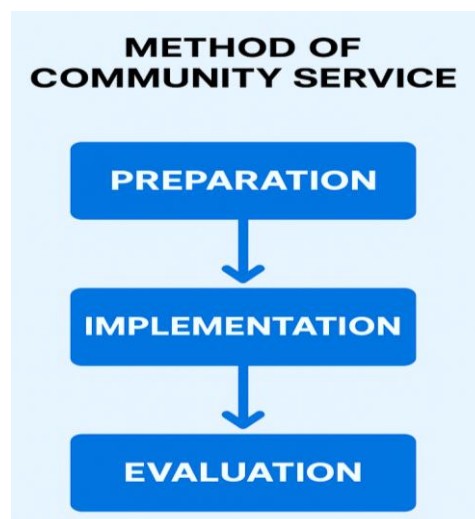 METHOD OF
COMMUNITY SERVICE
PREPARATION
IMPLEMENTATION
EVALUATION